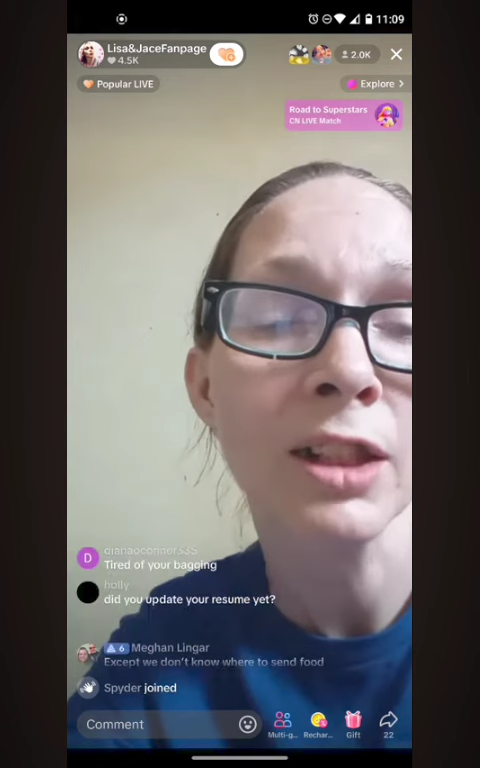 11:09
Lisa&JaceFanpage
4.5K
2.0K
Popular LIVE
Explore >
Road to Superstars
CN LIVE Match
D
dianaoconner335
Tired of your bagging
holly
did you update your resume yet?
6 Meghan Lingar
Except we don't know where to send food
Spyder joined
Comment
Multi-g... Rechar... Gift 22